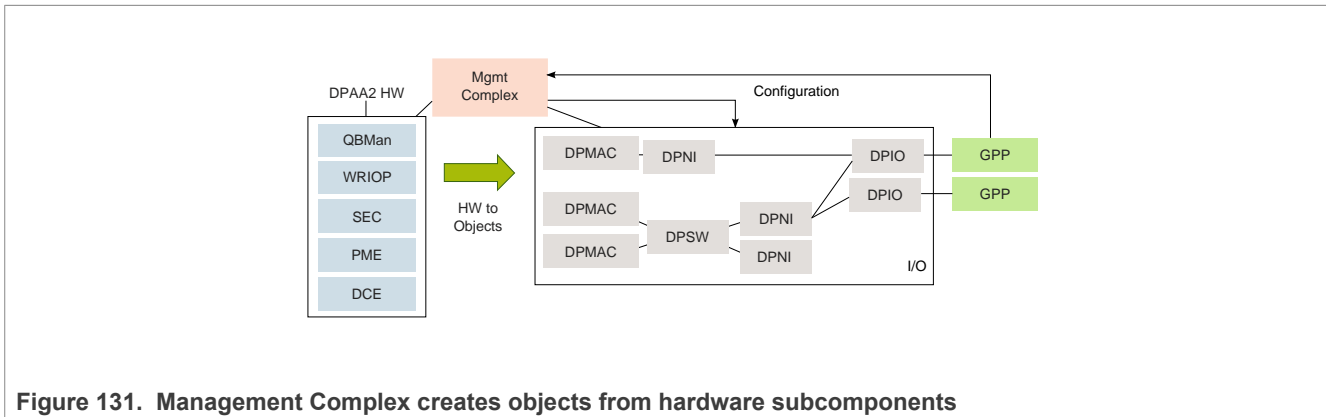 Mgmt
Complex
Configuration
DPAA2 HW
QBMan
WRIOP
SEC
PME
DCE
HW to
Objects
DPMAC
DPNI
DPIO
GPP
DPIO
GPP
DPMAC
DPSW
DPNI
DPMAC
DPNI
I/O
Figure 131. Management Complex creates objects from hardware subcomponents